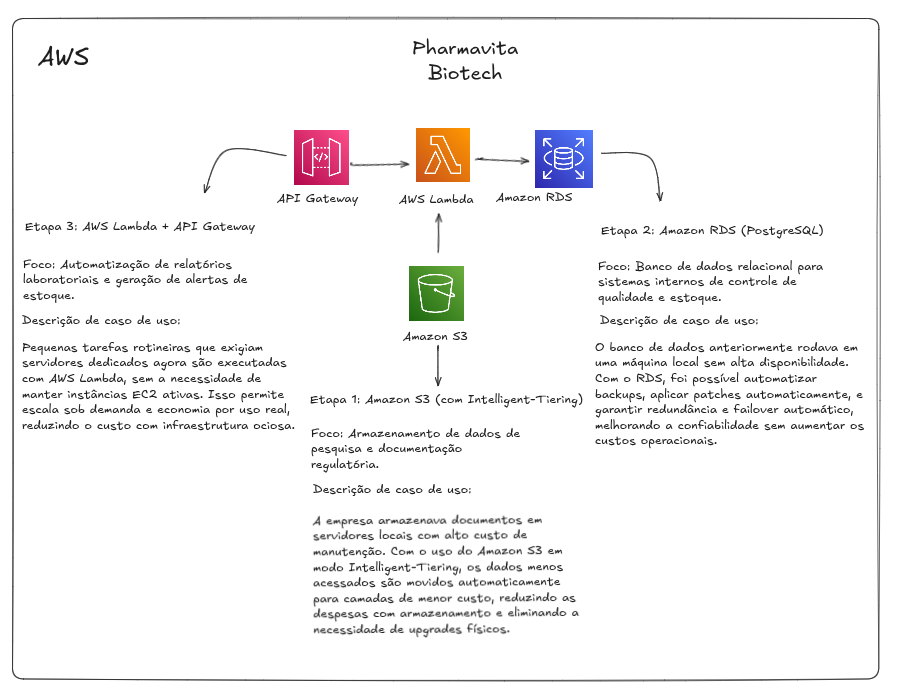 AWS
Pharmavita
Biotech
API Gateway
AWS Lambda
Amazon RDS
Amazon S3
Etapa 3: AWS Lambda + API Gateway
Foco: Automatização de relatórios
laboratoriais e geração de alertas de
estoque.
Descrição de caso de uso:
Pequenas tarefas rotineiras que exigiam
servidores dedicados agora são executadas
com AWS Lambda, sem a necessidade de
manter instâncias EC2 ativas. Isso permite
escala sob demanda e economia por uso real,
reduzindo o custo com infraestrutura ociosa.
Etapa 1: Amazon S3 (com Intelligent-Tiering)
Foco: Armazenamento de dados de
pesquisa e documentação
regulatória.
Descrição de caso de uso:
A empresa armazenava documentos em
servidores locais com alto custo de
manutenção. Com o uso do Amazon S3 em
modo Intelligent-Tiering, os dados menos
acessados são movidos automaticamente
para camadas de menor custo, reduzindo as
despesas com armazenamento e eliminando a
necessidade de upgrades físicos.
Etapa 2: Amazon RDS (PostgreSQL)
Foco: Banco de dados relacional para
sistemas internos de controle de
qualidade e estoque.
Descrição de caso de uso:
O banco de dados anteriormente rodava em
uma máquina local sem alta disponibilidade.
Com o RDS, foi possível automatizar
backups, aplicar patches automaticamente, e
garantir redundância e failover automático,
melhorando a confiabilidade sem aumentar os
custos operacionais.